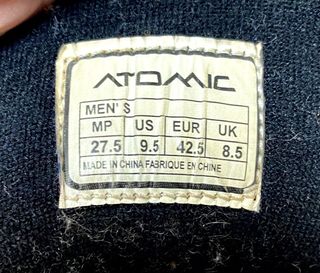 ATOMIC
MEN'S
MP US EUR UK
27.5 9.5 42.5 8.5
MADE IN CHINA FABRIQUE EN CHINE